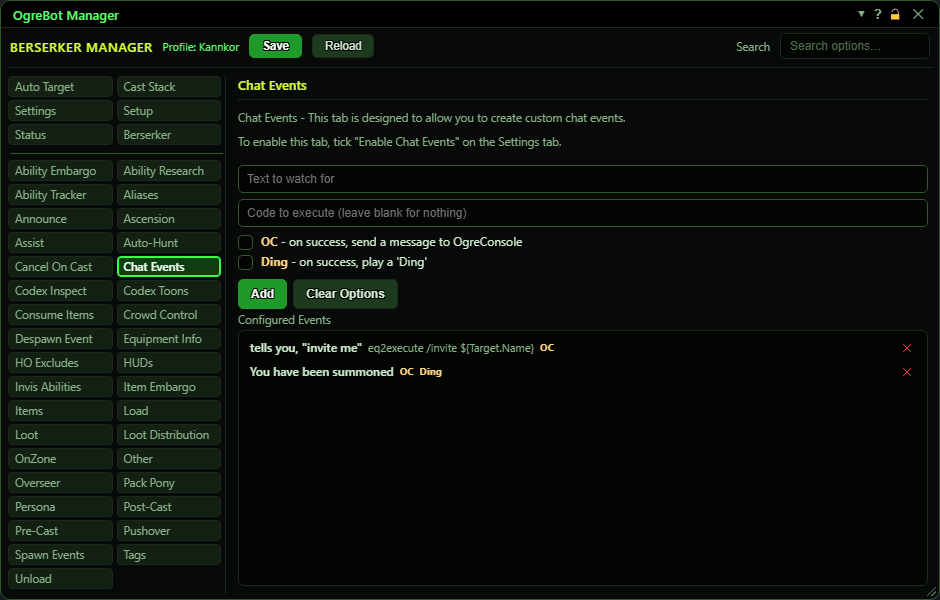 OgreBot Manager
?
BERSERKER MANAGER Profile: Kannkor Save Reload Search Search options...
Auto Target Cast Stack
Settings Setup
Status Berserker
Ability Embargo Ability Research
Ability Tracker Aliases
Announce Ascension
Assist Auto-Hunt
Cancel On Cast Chat Events
Codex Inspect Codex Toons
Consume Items Crowd Control
Despawn Event Equipment Info
HO Excludes HUDs
Invis Abilities Item Embargo
Items Load
Loot Loot Distribution
OnZone Other
Overseer Pack Pony
Persona Post-Cast
Pre-Cast Pushover
Spawn Events Tags
Unload
Chat Events
Chat Events - This tab is designed to allow you to create custom chat events.
To enable this tab, tick "Enable Chat Events" on the Settings tab.
Text to watch for
Code to execute (leave blank for nothing)
OC - on success, send a message to OgreConsole
Ding - on success, play a 'Ding'
Add Clear Options
Configured Events
tells you, "invite me" eq2execute /invite ${Target.Name} OC
You have been summoned OC Ding